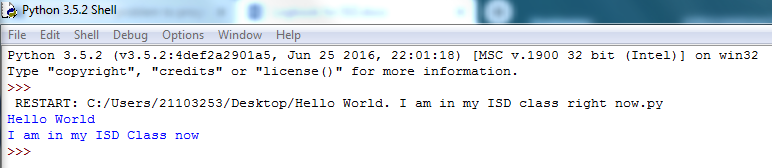 Python 3.5.2 Shell
File Edit Shell Debug Options Window Help
Python 3.5.2 (v3.5.2:4def2a2901a5, Jun 25 2016, 22:01:18) [MSC v.1900 32 bit (Intel)] on win32
Type "copyright", "credits" or "license()" for more information.
>>>
RESTART: C:/Users/21103253/Desktop/Hello World. I am in my ISD class right now.py
Hello World
I am in my ISD Class now
>>>